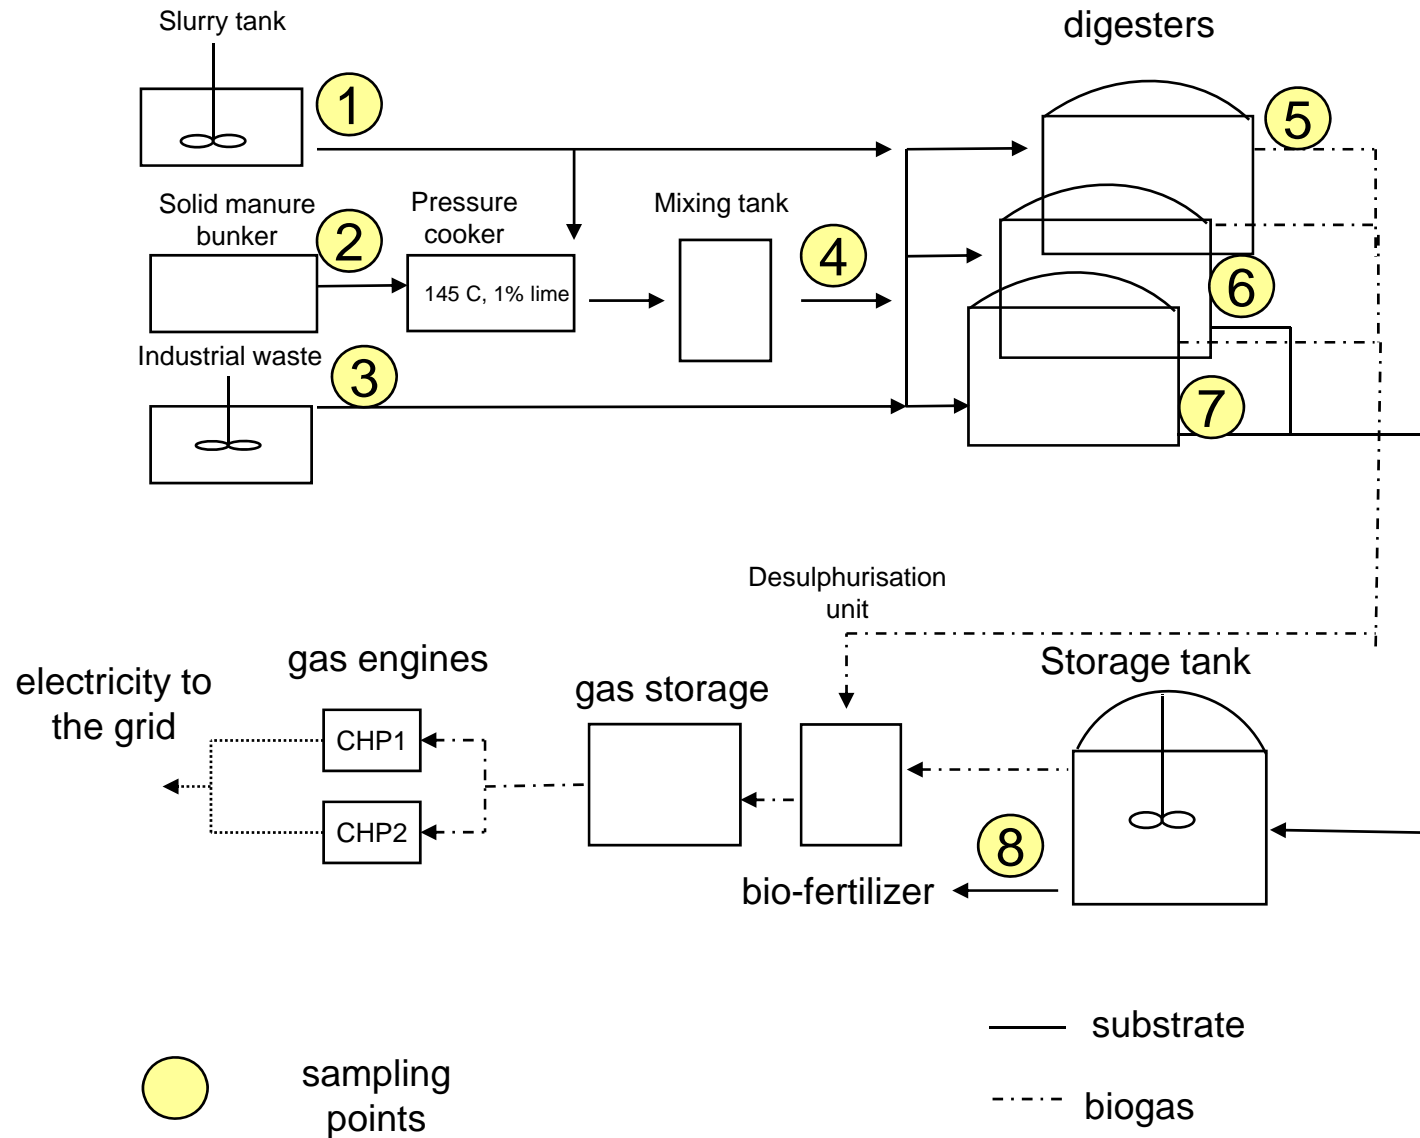 Slurry tank
digesters
1
5
Solid manure
bunker
2
Pressure
cooker
Mixing tank
4
145 C, 1% lime
6
Industrial waste
3
7
Desulphurisation
unit
electricity to
the grid
gas engines
gas storage
Storage tank
CHP1
CHP2
8
bio-fertilizer
substrate
sampling
points
biogas